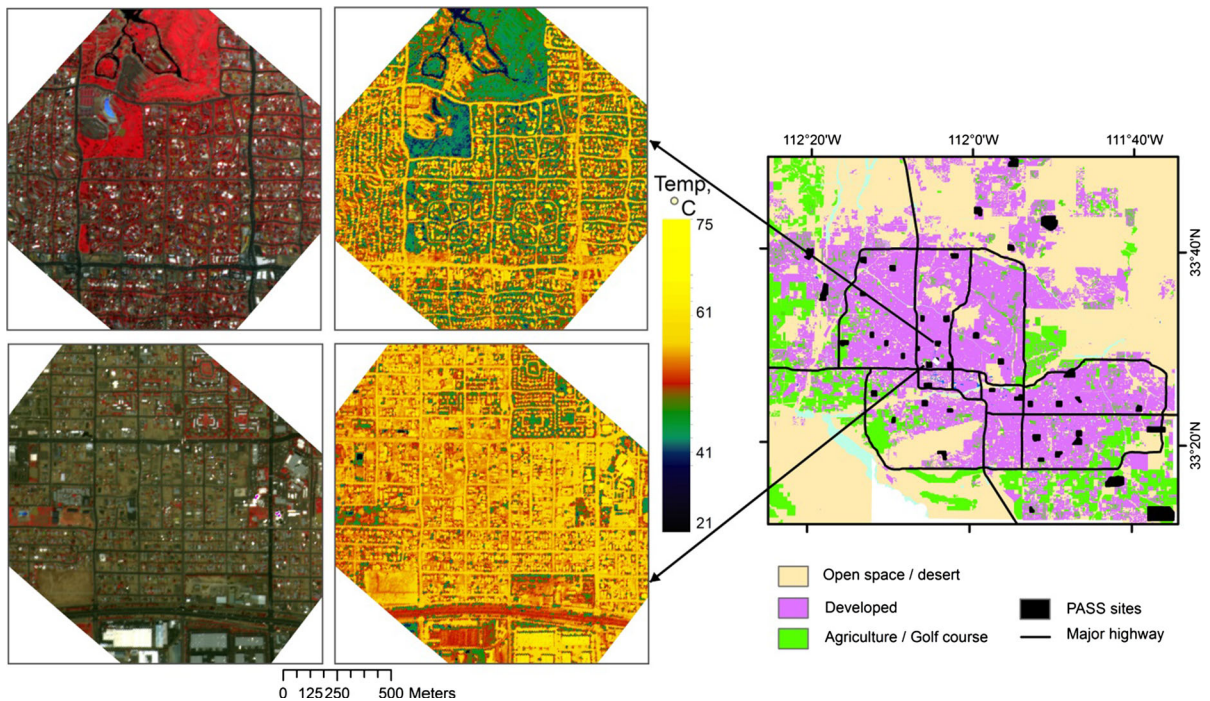 112°20'W 112°0'W 111°40'W
Temp,
°C
75
61
41
21
33°40'N
33°20'N
Open space / desert
Developed
Agriculture / Golf course
PASS sites
Major highway
0 125 250 500 Meters